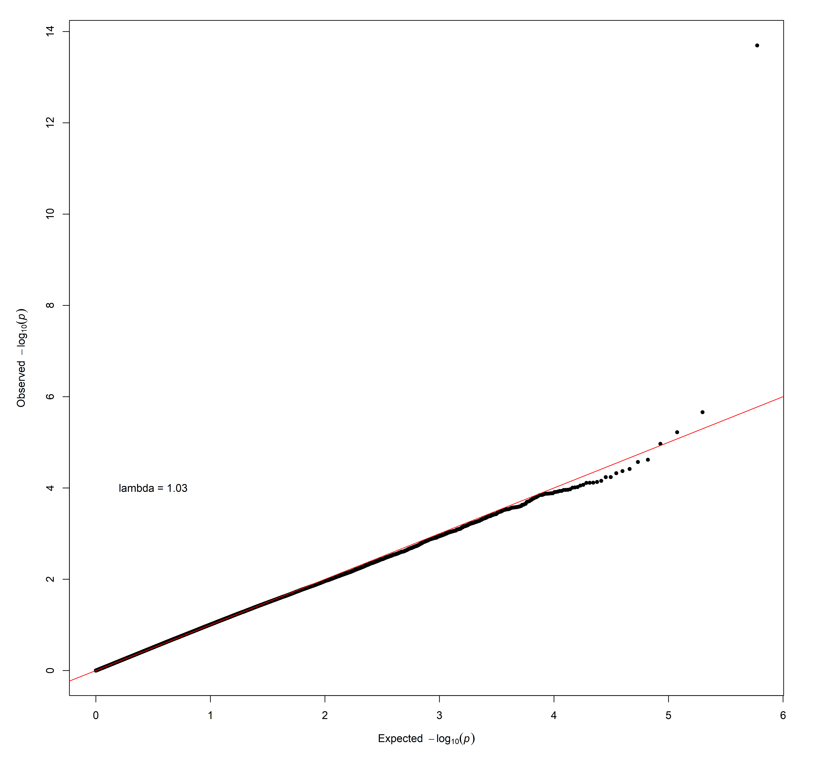 14
12
10
8
6
4
2
0
Observed −log10(p)
lambda = 1.03
0 1 2 3 4 5 6
Expected −log10(p)